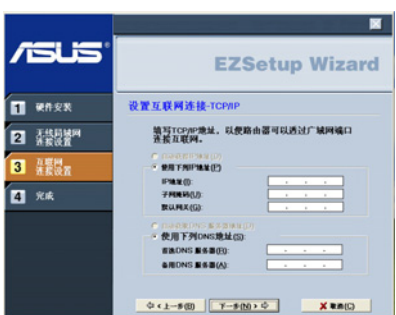 ASUS
EZSetup Wizard
1 硬件安装
2 无线局域网
连接设置
3 互联网
连接设置
4 完成
设置互联网连接-TCP/IP
填写TCP/IP地址，以便路由器可以透过广域网端口
连接互联网。
使用下列IP地址(P)
IP地址(I):
子网掩码(U):
默认网关(G):
使用下列DNS地址(S):
首选DNS 服务器(R):
备用DNS 服务器(A):
上一步(B)
下一步(N)
取消(C)